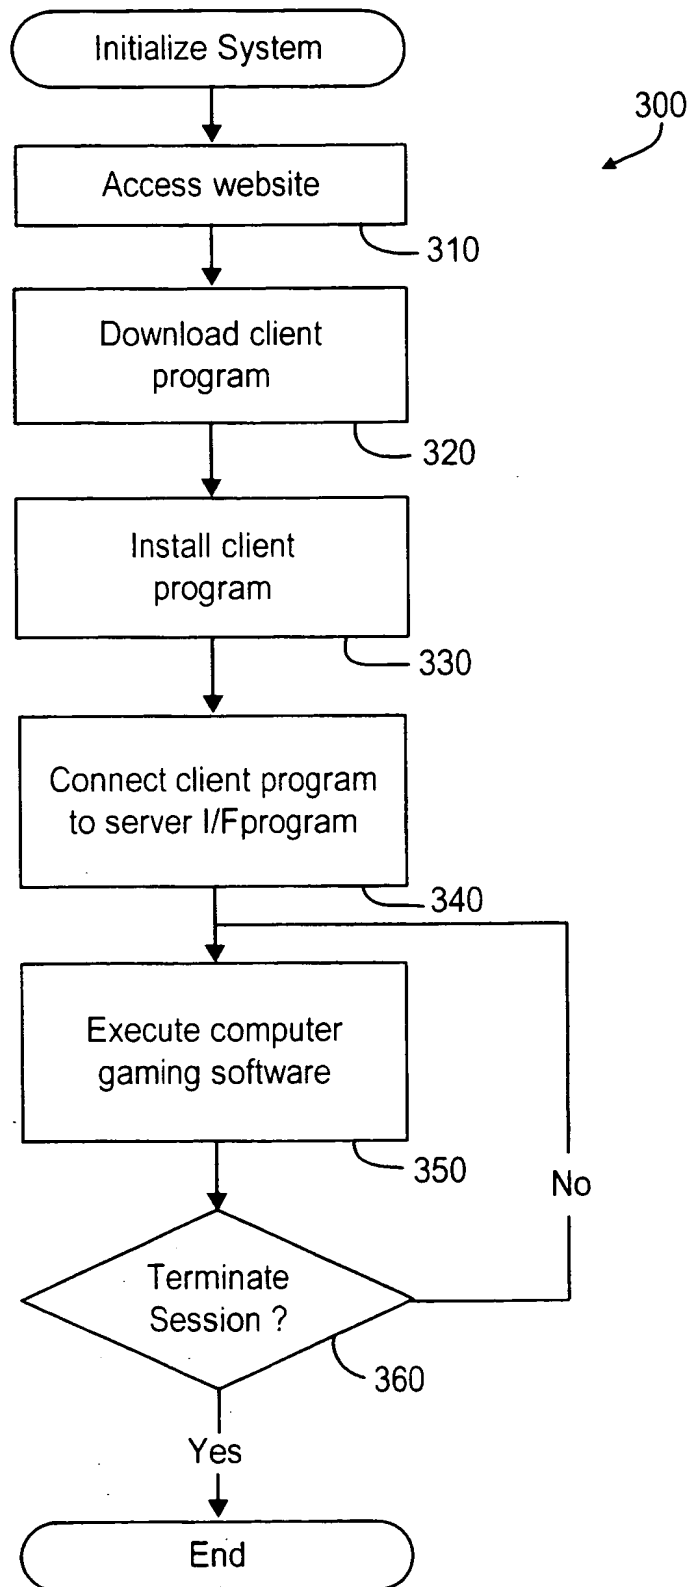 Initialize System
300
Access website
310
Download client
program
320
Install client
program
330
Connect client program
to server I/Fprogram
340
Execute computer
gaming software
350
No
Terminate
Session ?
360
Yes
End